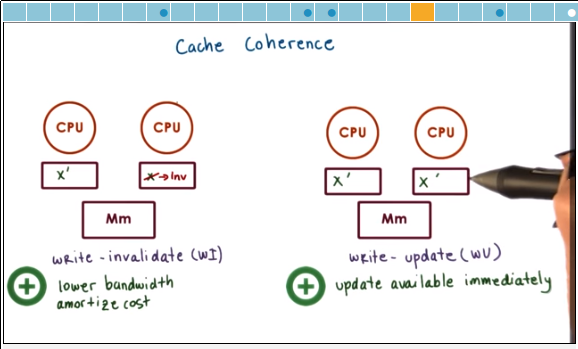 Cache Coherence
CPU
CPU
X'
X→Inv
Mm
write-invalidate (WI)
lower bandwidth
amortize cost
CPU
CPU
X'
X'
Mm
write-update (WU)
update available immediately